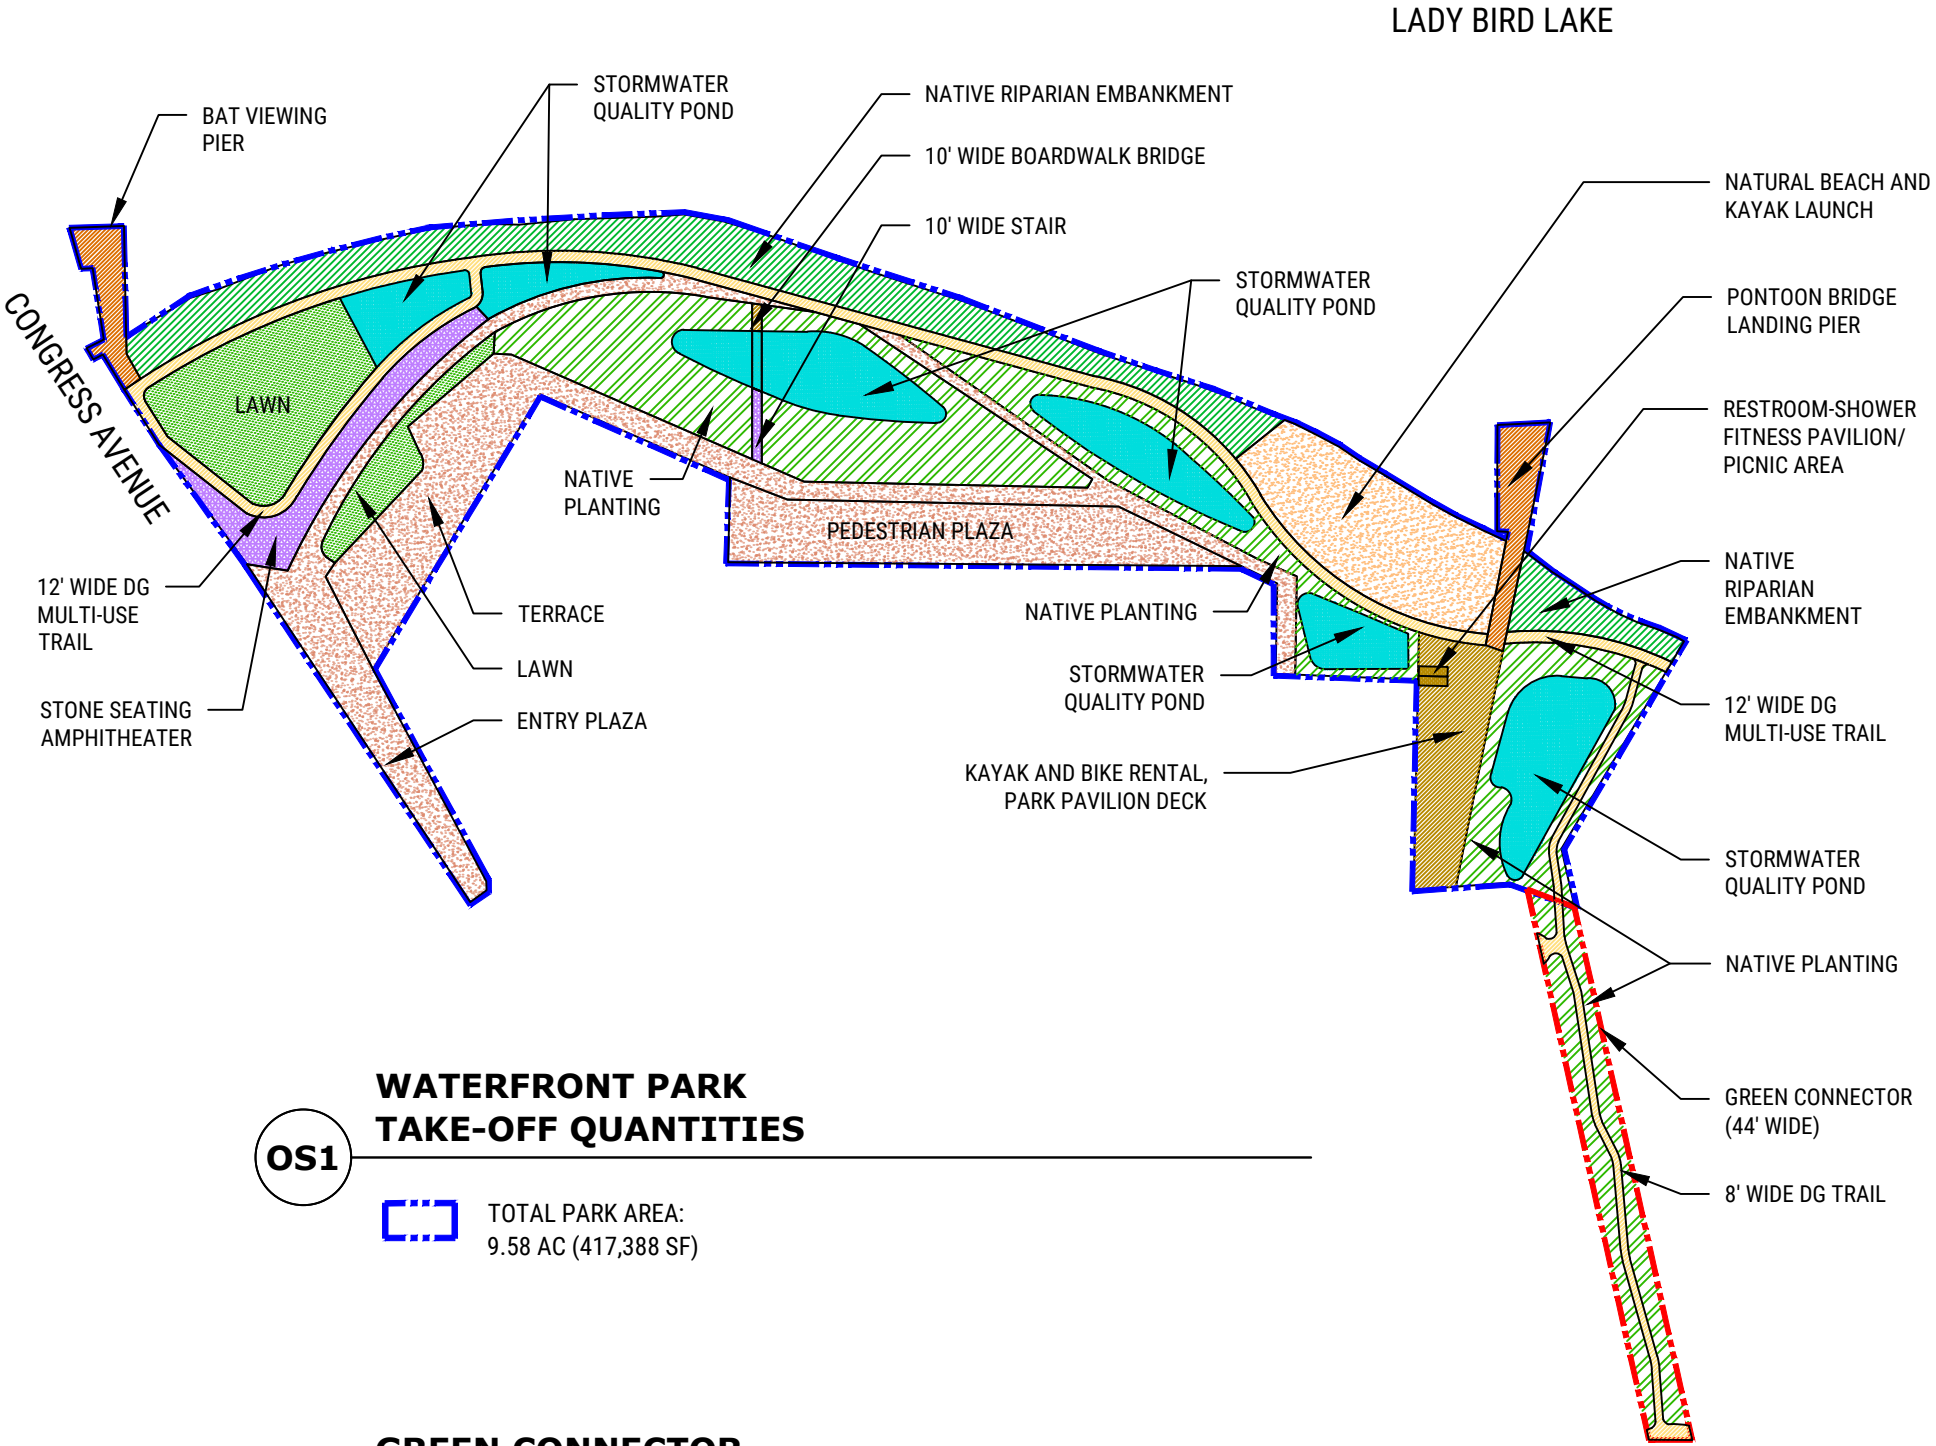 LADY BIRD LAKE
STORMWATER
QUALITY POND
NATIVE RIPARIAN EMBANKMENT
BAT VIEWING
PIER
10' WIDE BOARDWALK BRIDGE
NATURAL BEACH AND
KAYAK LAUNCH
10' WIDE STAIR
STORMWATER
QUALITY POND
PONTOON BRIDGE
LANDING PIER
CONGRESS AVENUE
LAWN
RESTROOM-SHOWER
FITNESS PAVILION/
PICNIC AREA
NATIVE
PLANTING
PEDESTRIAN PLAZA
NATIVE
RIPARIAN
EMBANKMENT
12' WIDE DG
MULTI-USE
TRAIL
TERRACE
NATIVE PLANTING
LAWN
STORMWATER
QUALITY POND
STONE SEATING
AMPHITHEATER
ENTRY PLAZA
12' WIDE DG
MULTI-USE TRAIL
KAYAK AND BIKE RENTAL,
PARK PAVILION DECK
STORMWATER
QUALITY POND
NATIVE PLANTING
GREEN CONNECTOR
(44' WIDE)
8' WIDE DG TRAIL
WATERFRONT PARK
TAKE-OFF QUANTITIES
OS1
TOTAL PARK AREA:
9.58 AC (417,388 SF)
GREEN CONNECTOR